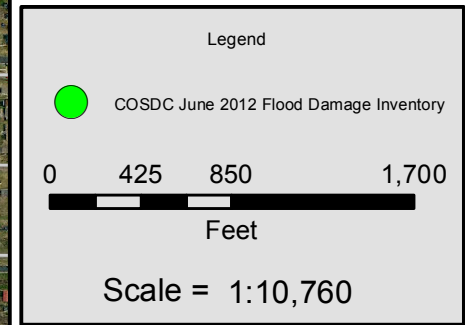 Legend
COSDC June 2012 Flood Damage Inventory
0 425 850 1,700
Feet
Scale = 1:10,760